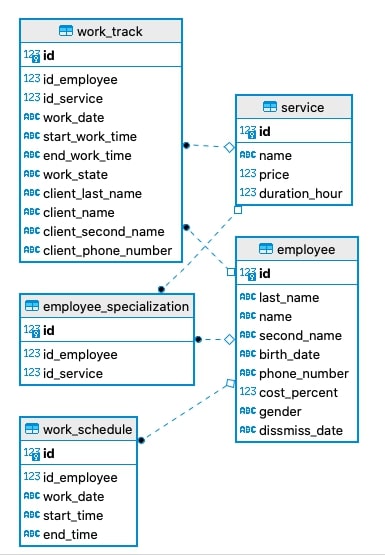 work_track
123 id
123 id_employee
123 id_service
ABC work_date
ABC start_work_time
ABC end_work_time
ABC work_state
ABC client_last_name
ABC client_name
ABC client_second_name
ABC client_phone_number
service
123 id
ABC name
123 price
123 duration_hour
employee
123 id
ABC last_name
ABC name
ABC second_name
ABC birth_date
ABC phone_number
123 cost_percent
ABC gender
ABC dissmiss_date
employee_specialization
123 id
123 id_employee
123 id_service
work_schedule
123 id
123 id_employee
ABC work_date
ABC start_time
ABC end_time